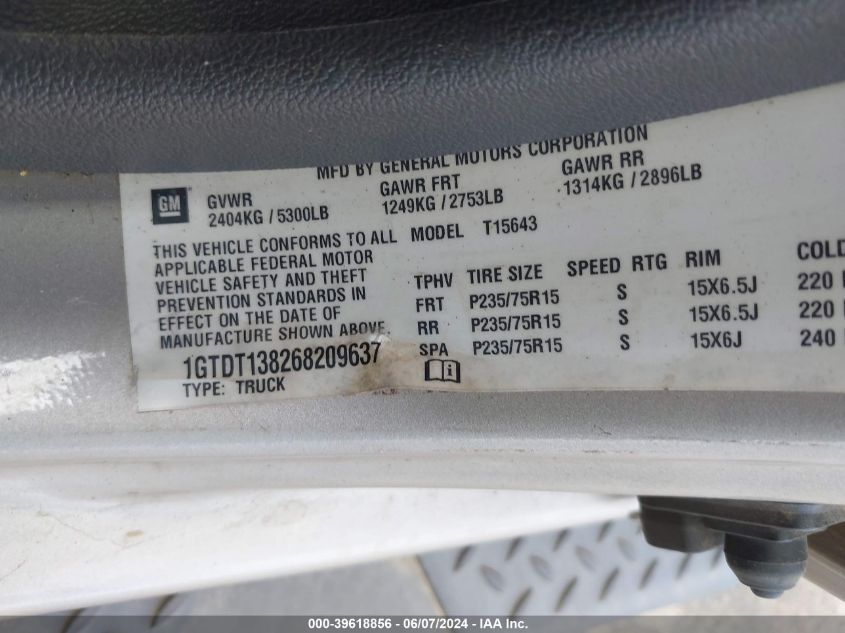 MFD BY GENERAL MOTORS CORPORATION
GM
GVWR GAWR FRT GAWR RR
2404KG / 5300LB 1249KG / 2753LB 1314KG / 2896LB
THIS VEHICLE CONFORMS TO ALL MODEL T15643
APPLICABLE FEDERAL MOTOR
VEHICLE SAFETY AND THEFT
PREVENTION STANDARDS IN
EFFECT ON THE DATE OF
MANUFACTURE SHOWN ABOVE.
1GTDT138268209637
TYPE: TRUCK
TPHV TIRE SIZE SPEED RTG RIM COLD
FRT P235/75R15 S 15X6.5J 220
RR P235/75R15 S 15X6.5J 220
SPA P235/75R15 S 15X6J 240
000-39618856 - 06/07/2024 - IAA Inc.